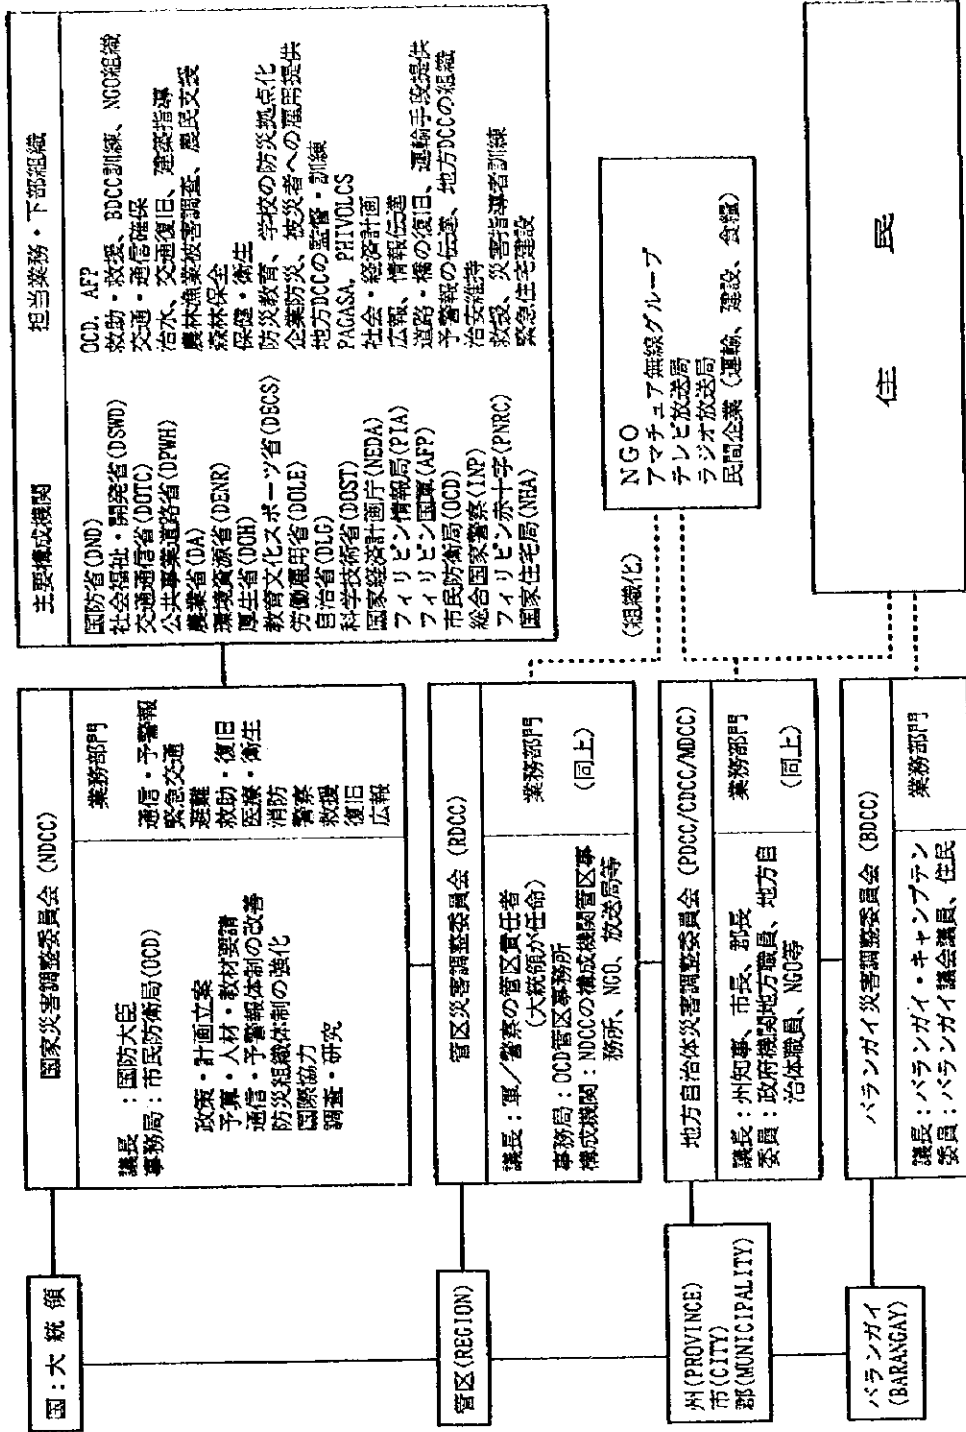 国：大統領
国家災害調整委員会 (NDCC)
議長　：国防大臣
事務局：市民防衛局(OCD)
政策・計画立案
予算・人材・教材要請
通信・予警報体制の改善
防災組織体制の強化
国際協力
調査・研究
業務部門
通信・予警報
緊急交通
避難
救助・復旧
医療・衛生
消防
警察
救援
復旧
広報
主要構成機関　担当業務・下部組織
国防省(DND)　OCD, AFP
社会福祉・開発省(DSWD)　救助・救援、BDCC訓練、NGO組織
交通通信省(DOTC)　交通・通信確保
公共事業道路省(DPWH)　治水、交通復旧、建築指導
農業省(DA)　農林漁業被害調査、農民支援
環境資源省(DENR)　森林保全
厚生省(DOH)　保健・衛生
教育文化スポーツ省(DECS)　防災教育、学校の防災拠点化
労働雇用省(DOLE)　企業防災、被災者への雇用提供
自治省(DLG)　地方DCCの監督・訓練
科学技術省(DOST)　PAGASA, PHIVOLCS
国家経済計画庁(NEDA)　社会・経済計画
フィリピン情報局(PIA)　広報、情報伝達
フィリピン国軍(AFP)　道路・橋の復旧、運輸手段提供
市民防衛局(OCD)　予警報の伝達、地方DCCの組織
総合国家警察(INP)　治安維持
フィリピン赤十字(PNRC)　救援、災害指導者訓練
国家住宅局(NHA)　緊急住宅建設
管区(REGION)
管区災害調整委員会 (RDCC)
議長：軍／警察の管区責任者
（大統領が任命）
事務局：OCD管区事務所
構成機関：NDCCの構成機関管区事
務所、NGO、放送局等
業務部門
（同上）
（組織化）
NGO
アマチュア無線グループ
テレビ放送局
ラジオ放送局
民間企業（運輸、建設、食糧）
州(PROVINCE)
市(CITY)
郡(MUNICIPALITY)
地方自治体災害調整委員会 (PDCC/CDCC/MDCC)
議長：州知事、市長、郡長
委員：政府機関地方職員、地方自
治体職員、NGO等
業務部門
（同上）
バランガイ
(BARANGAY)
バランガイ災害調整委員会 (BDCC)
議長：バランガイ・キャンプテン
委員：バランガイ議会議員、住民
業務部門
住　民